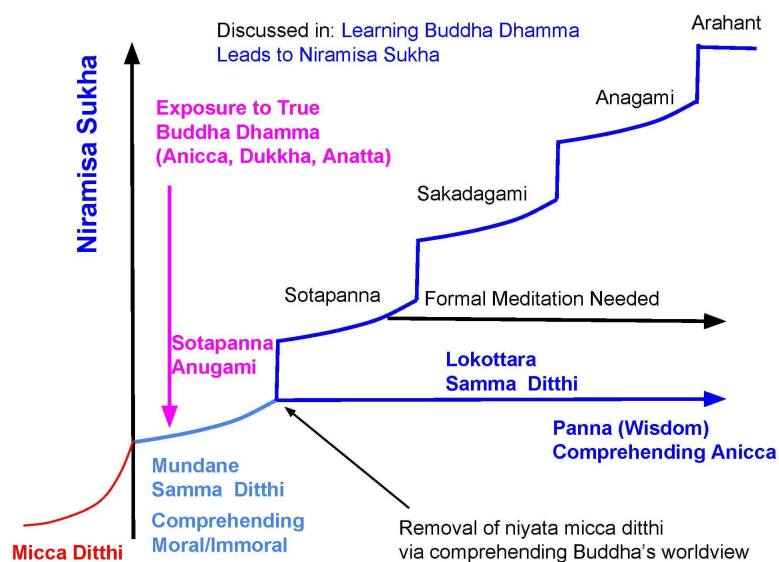 Discussed in: Learning Buddha Dhamma
Leads to Niramisa Sukha
Arahant
Niramisa Sukha
Exposure to True
Buddha Dhamma
(Anicca, Dukkha, Anatta)
Anagami
Sakadagami
Sotapanna
Formal Meditation Needed
Sotapanna
Anugami
Lokottara
Samma Ditthi
Panna (Wisdom)
Comprehending Anicca
Mundane
Samma Ditthi
Comprehending
Moral/Immoral
Micca Ditthi
Removal of niyata micca ditthi
via comprehending Buddha's worldview